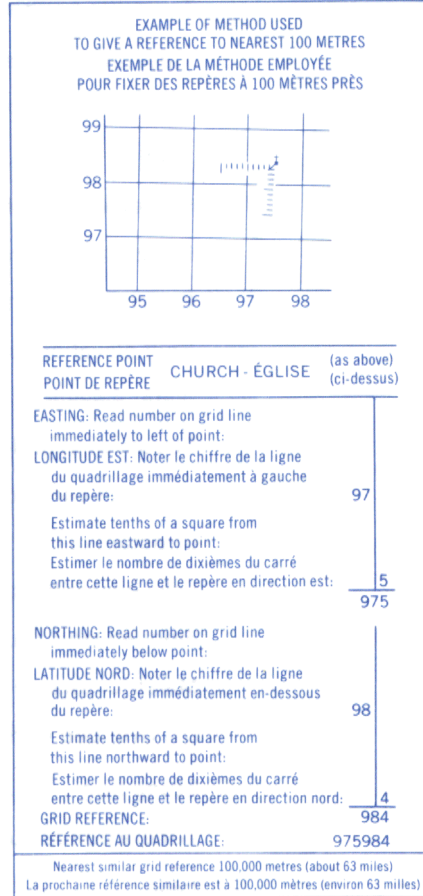 EXAMPLE OF METHOD USED
TO GIVE A REFERENCE TO NEAREST 100 METRES
EXEMPLE DE LA MÉTHODE EMPLOYÉE
POUR FIXER DES REPÈRES À 100 MÈTRES PRÈS
99
98
97
95 96 97 98
REFERENCE POINT
POINT DE REPÈRE
CHURCH - ÉGLISE
(as above)
(ci-dessus)
EASTING: Read number on grid line
immediately to left of point:
LONGITUDE EST: Noter le chiffre de la ligne
du quadrillage immédiatement à gauche
du repère: 97
Estimate tenths of a square from
this line eastward to point:
Estimer le nombre de dixièmes du carré
entre cette ligne et le repère en direction est: 5
975
NORTHING: Read number on grid line
immediately below point:
LATITUDE NORD: Noter le chiffre de la ligne
du quadrillage immédiatement en-dessous
du repère: 98
Estimate tenths of a square from
this line northward to point:
Estimer le nombre de dixièmes du carré
entre cette ligne et le repère en direction nord: 4
GRID REFERENCE: 984
RÉFÉRENCE AU QUADRILLAGE: 975984
Nearest similar grid reference 100,000 metres (about 63 miles)
La prochaine référence similaire est à 100,000 mètres (environ 63 milles)